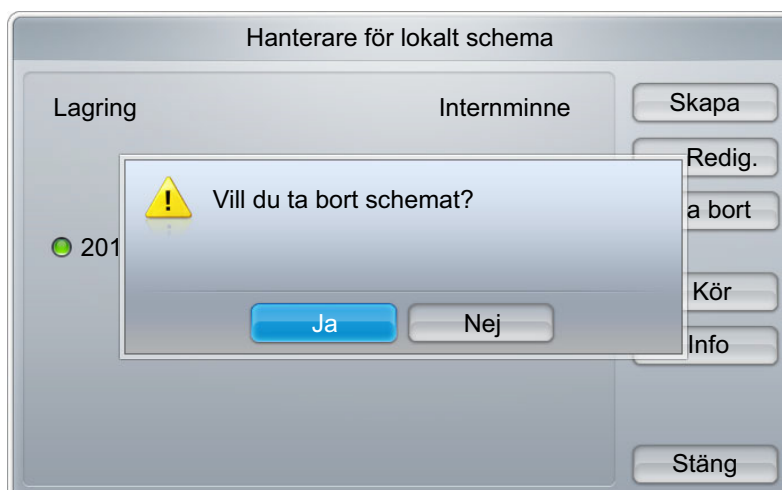 Hanterare för lokalt schema
Lagring
Internminne
Skapa
Redig.
a bort
Vill du ta bort schemat?
201
Kör
Ja
Nej
Info
Stäng